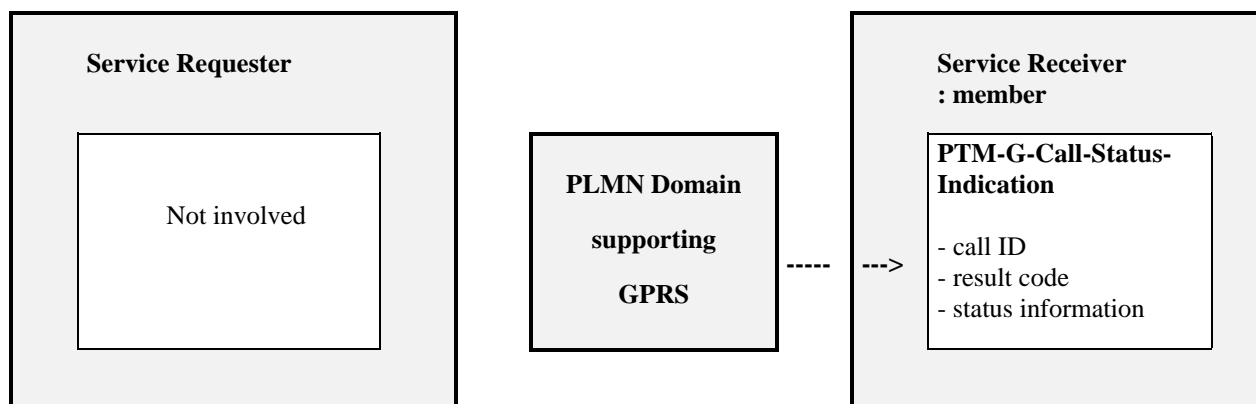 Service Requester
Not involved
PLMN Domain
supporting
GPRS
----- --->
Service Receiver
: member
PTM-G-Call-Status-
Indication
- call ID
- result code
- status information